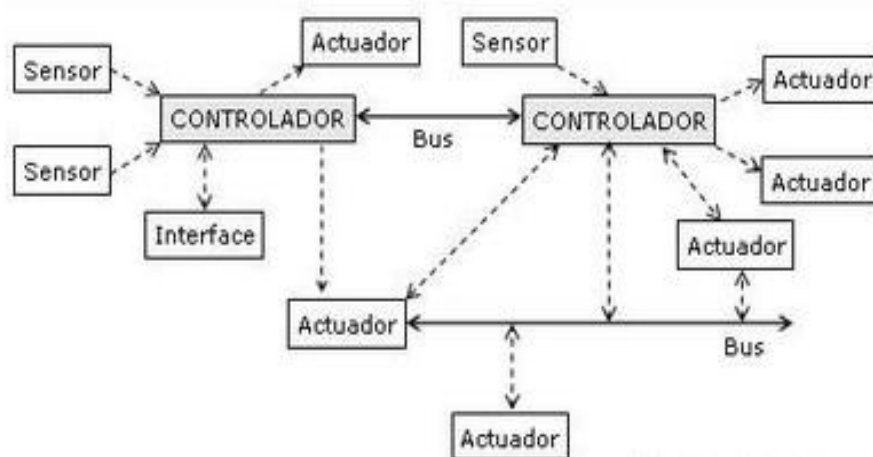 Actuador
Sensor
Sensor
Actuador
CONTROLADOR
Bus
CONTROLADOR
Sensor
Actuador
Interface
Actuador
Actuador
Bus
Actuador